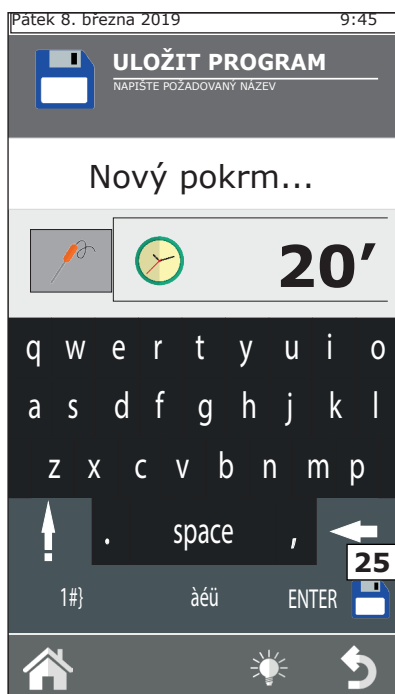 Pátek 8. března 2019 9:45
ULOŽIT PROGRAM
NAPIŠTE POŽADOVANÝ NÁZEV
Nový pokrm...
20’
q w e r t y u i o
a s d f g h j k l
z x c v b n m p
. space ,
25
1#} àéü ENTER